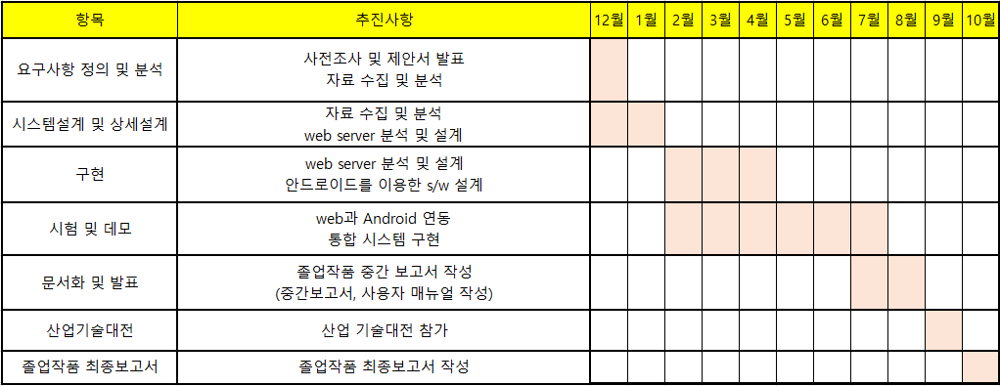 항목 추진사항 12월 1월 2월 3월 4월 5월 6월 7월 8월 9월 10월
요구사항 정의 및 분석
사전조사 및 제안서 발표
자료 수집 및 분석
시스템설계 및 상세설계
자료 수집 및 분석
web server 분석 및 설계
구현
web server 분석 및 설계
안드로이드를 이용한 s/w 설계
시험 및 데모
web과 Android 연동
통합 시스템 구현
문서화 및 발표
졸업작품 중간 보고서 작성
(중간보고서, 사용자 매뉴얼 작성)
산업기술대전 산업 기술대전 참가
졸업작품 최종보고서 졸업작품 최종보고서 작성